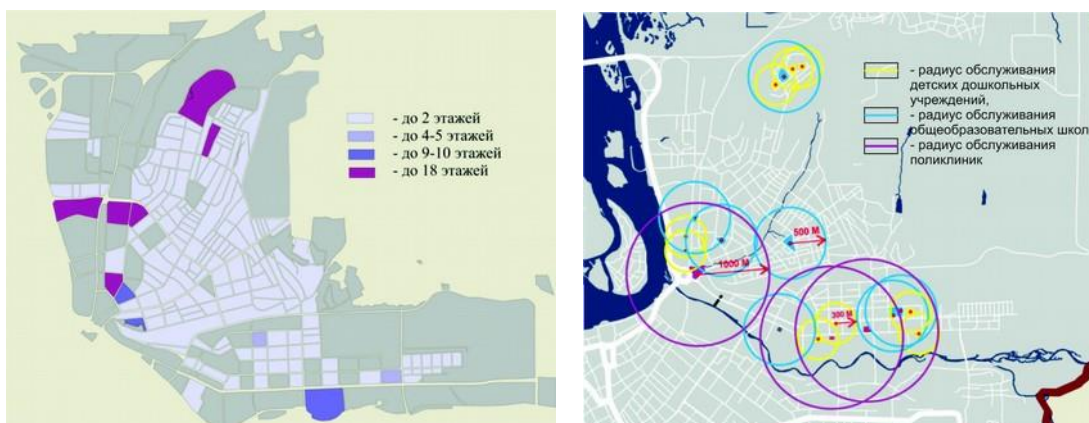 - до 2 этажей
- до 4-5 этажей
- до 9-10 этажей
- до 18 этажей
- радиус обслуживания
детских дошкольных
учреждений,
- радиус обслуживания
общеобразовательных школ
- радиус обслуживания
поликлиник
500 М
1000 М
300 М